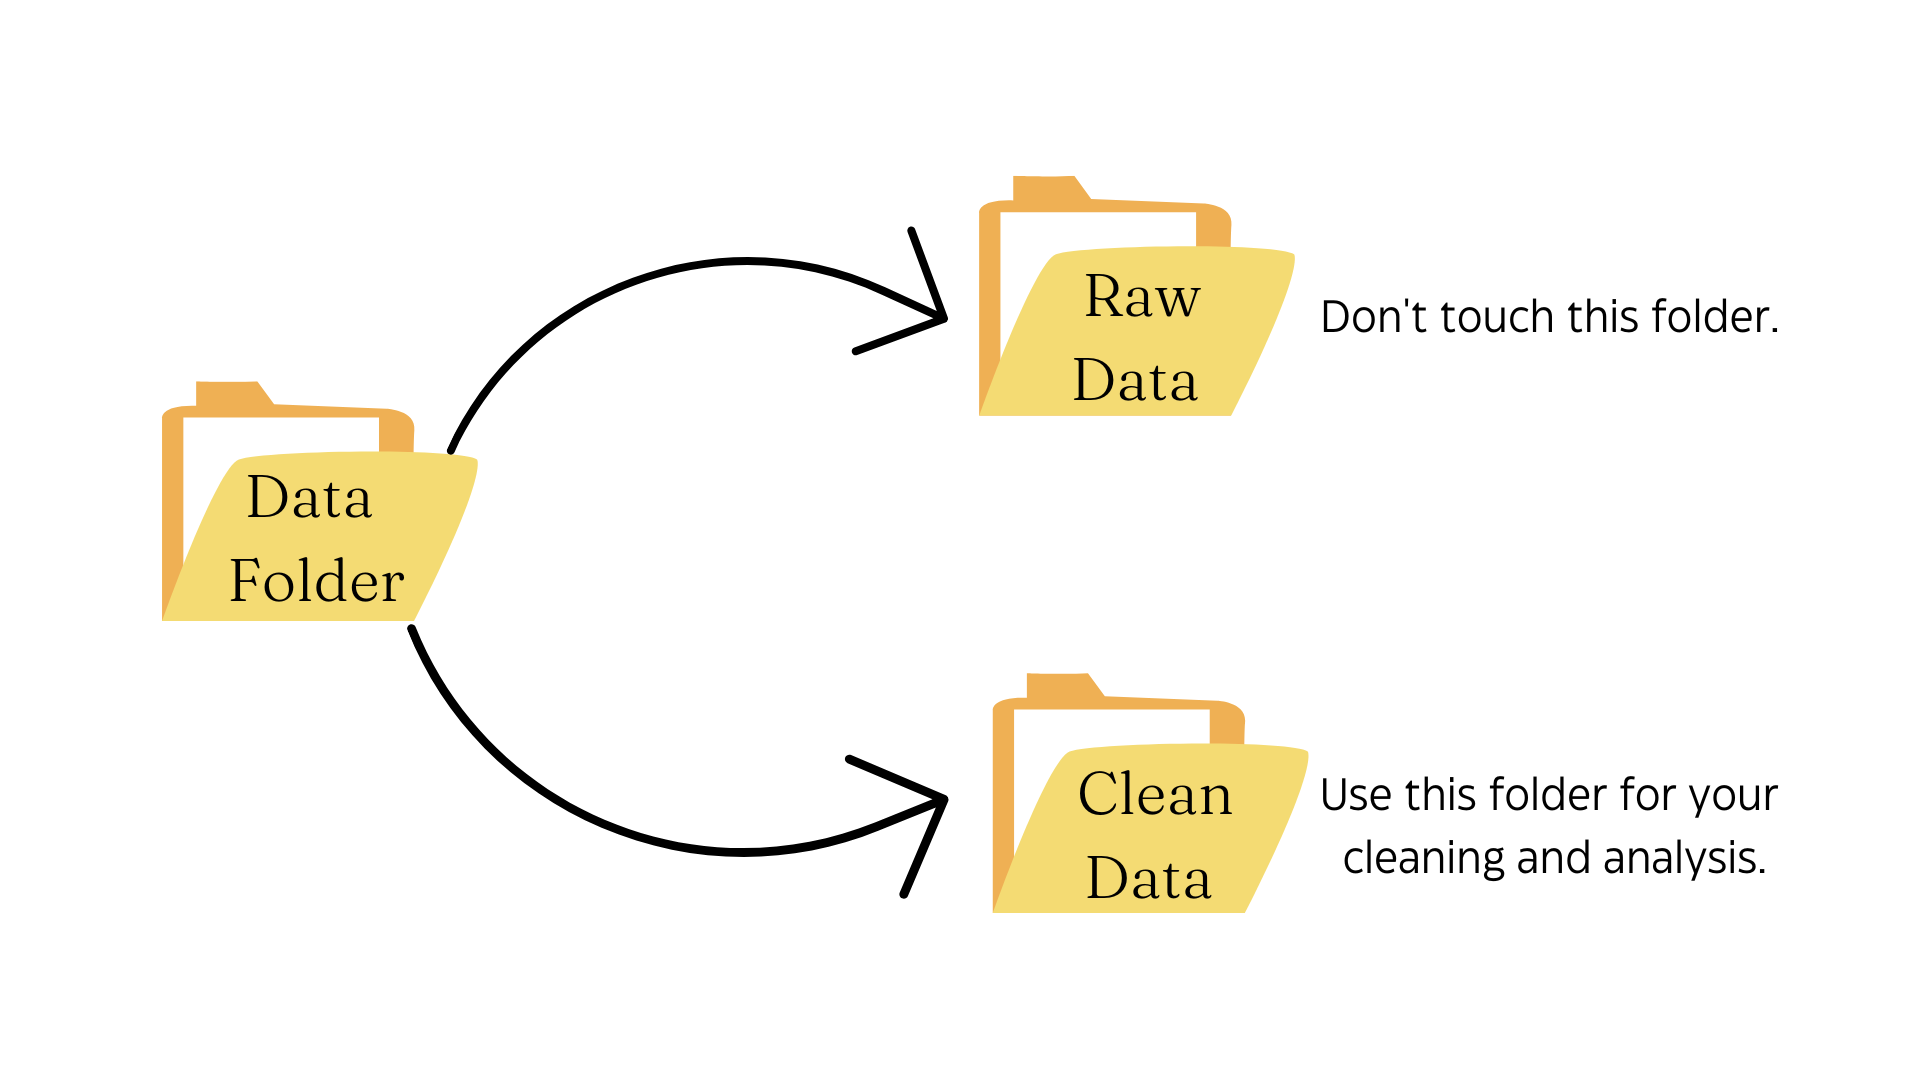 Data
Folder
Raw
Data
Don't touch this folder.
Clean
Data
Use this folder for your
cleaning and analysis.